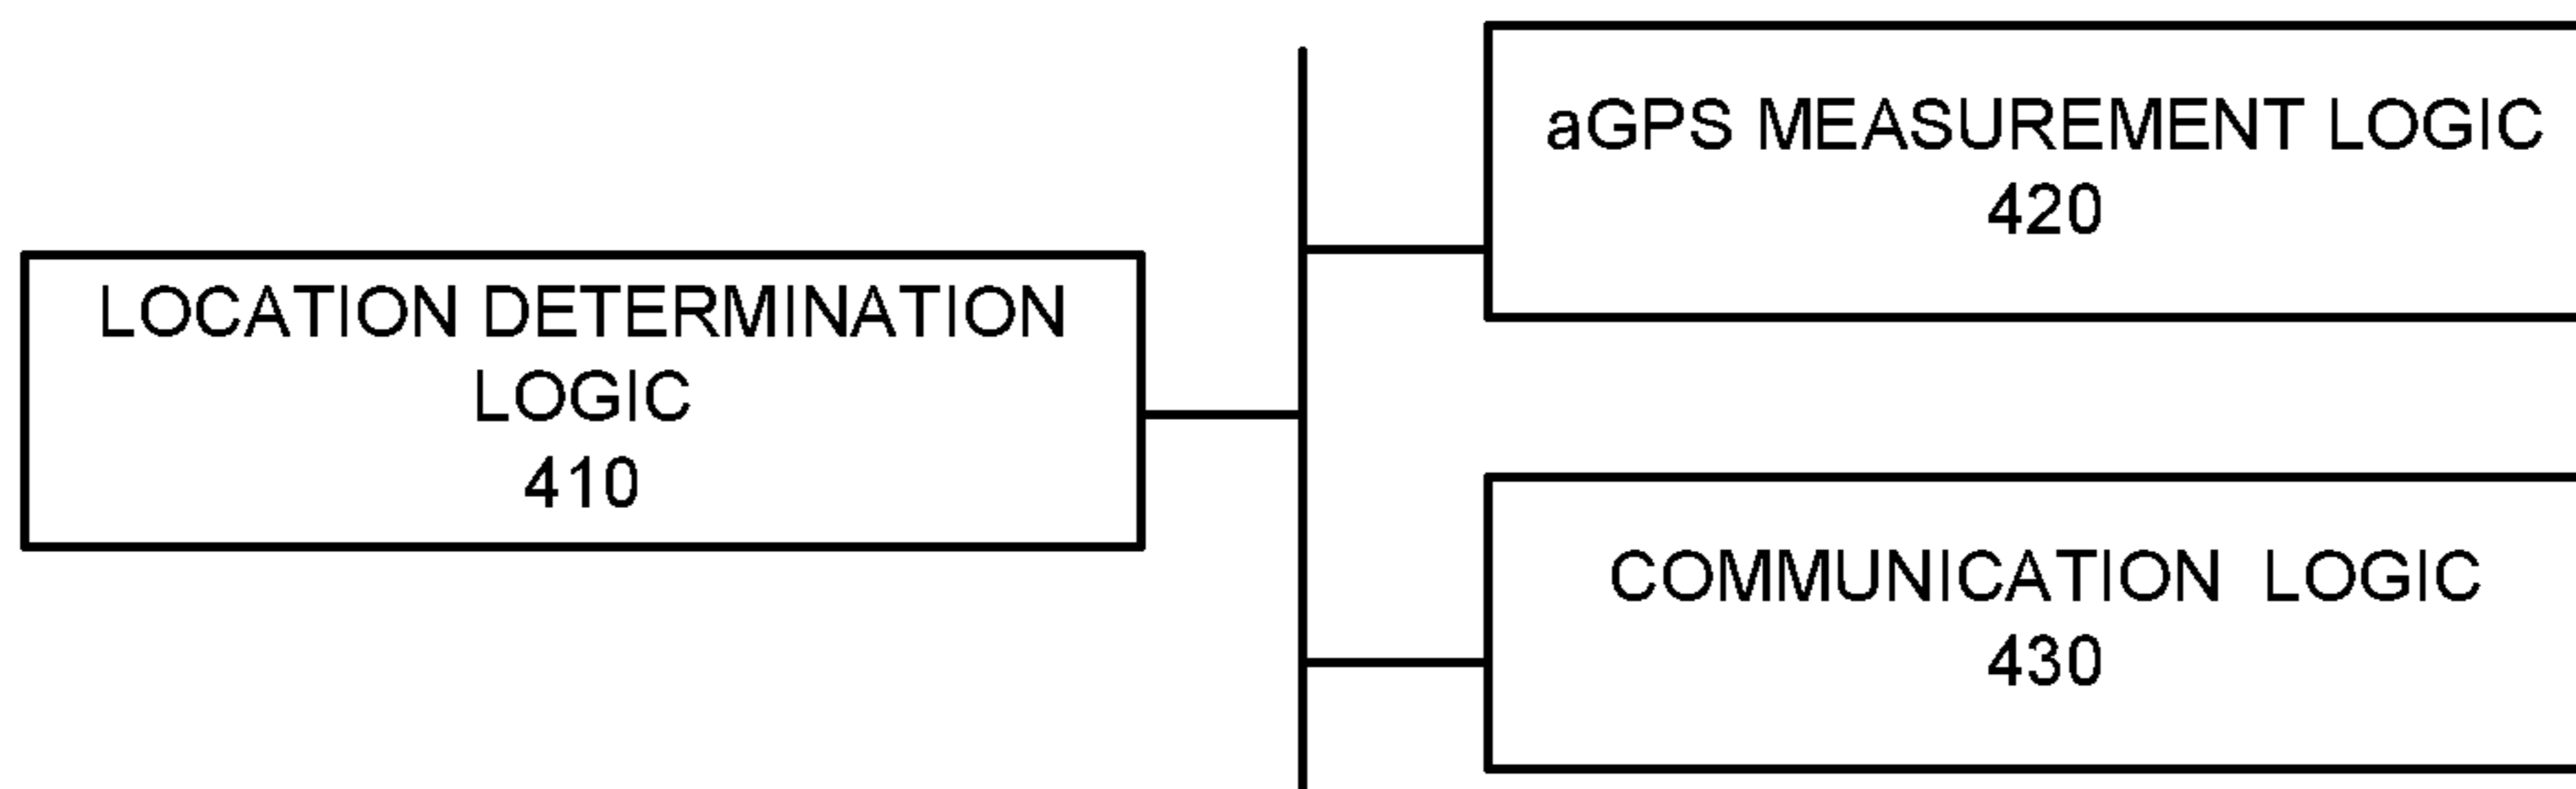 aGPS MEASUREMENT LOGIC
420
LOCATION DETERMINATION
LOGIC
410
COMMUNICATION LOGIC
430